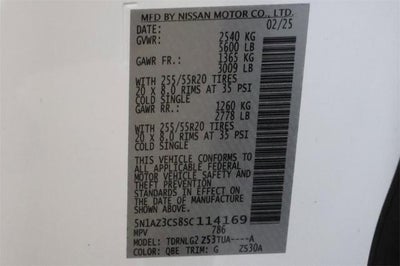 MFD BY NISSAN MOTOR CO., LTD.
DATE: 02/25
GVWR: 2540 KG
5600 LB
GAWR FR.: 1365 KG
3009 LB
WITH 255/55R20 TIRES
20 x 8.0 RIMS AT 35 PSI
COLD SINGLE
GAWR RR.: 1260 KG
2778 LB
WITH 255/55R20 TIRES
20 x 8.0 RIMS AT 35 PSI
COLD SINGLE
THIS VEHICLE CONFORMS TO
ALL APPLICABLE FEDERAL
MOTOR VEHICLE SAFETY AND
THEFT PREVENTION
STANDARDS IN EFFECT ON
THE DATE OF MANUFACTURE
SHOWN ABOVE.
5N1AZ3CS8SC114169
MPV 786
MODEL: TDRNLG2 Z53TUA----A
COLOR: QBE TRIM: G Z530A